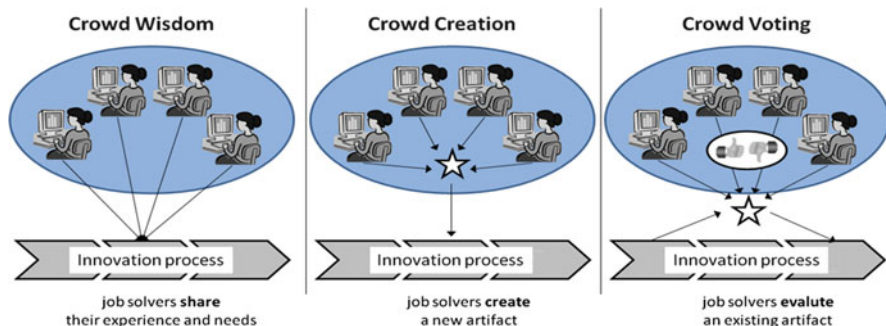 Crowd Wisdom
Innovation process
job solvers share
their experience and needs
Crowd Creation
Innovation process
job solvers create
a new artifact
Crowd Voting
Innovation process
job solvers evalute
an existing artifact